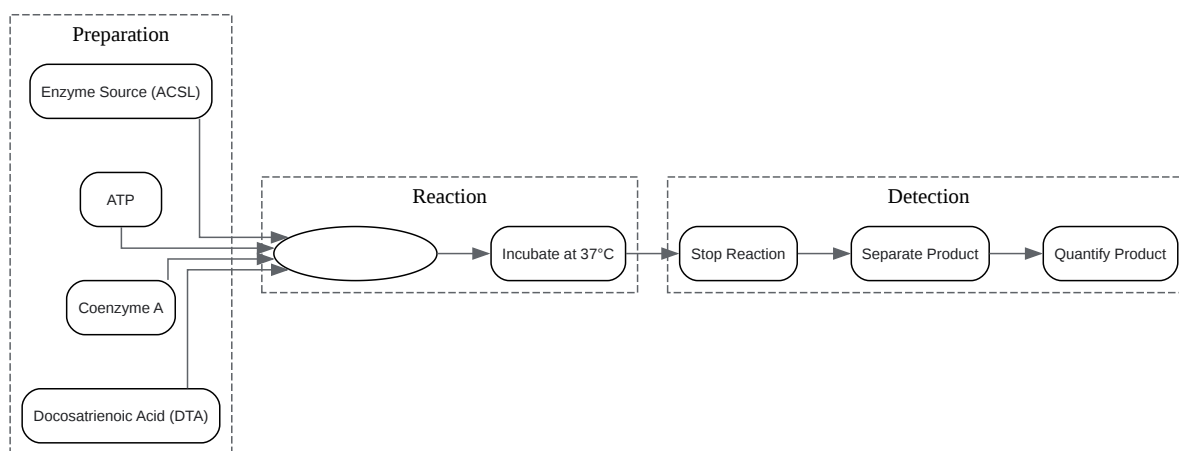 Preparation
Enzyme Source (ACSL)
ATP
Coenzyme A
Docosatrienoic Acid (DTA)
Reaction
Incubate at 37°C
Detection
Stop Reaction
Separate Product
Quantify Product